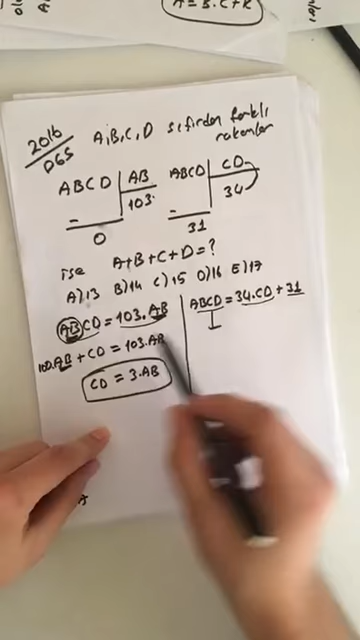 A = B.C+K
2016
DGS
A,B,C,D sıfırdan farklı
rakamlar
ABCD | AB
103
-
0
ABCD | CD
34
-
31
ise A+B+C+D=?
A) 13 B) 14 C) 15 D) 16 E) 17
ABCD = 103.AB
100.AB + CD = 103.AB
CD = 3.AB
ABCD = 34.CD + 31